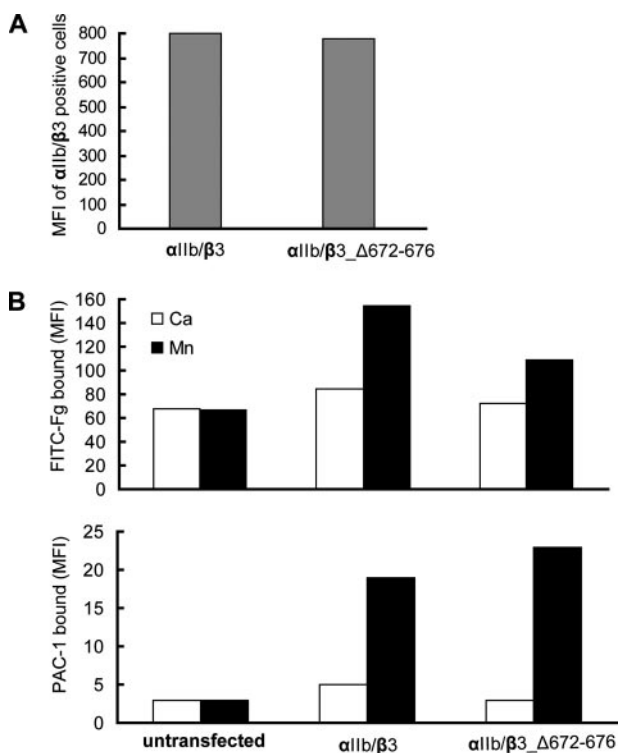 A
MFI of αIIb/β3 positive cells
800
700
600
500
400
300
200
100
0
αIIb/β3
αIIb/β3_Δ672-676
B
FITC-Fg bound (MFI)
160
140
120
100
80
60
40
20
0
Ca
Mn
PAC-1 bound (MFI)
25
20
15
10
5
0
untransfected
αIIb/β3
αIIb/β3_Δ672-676